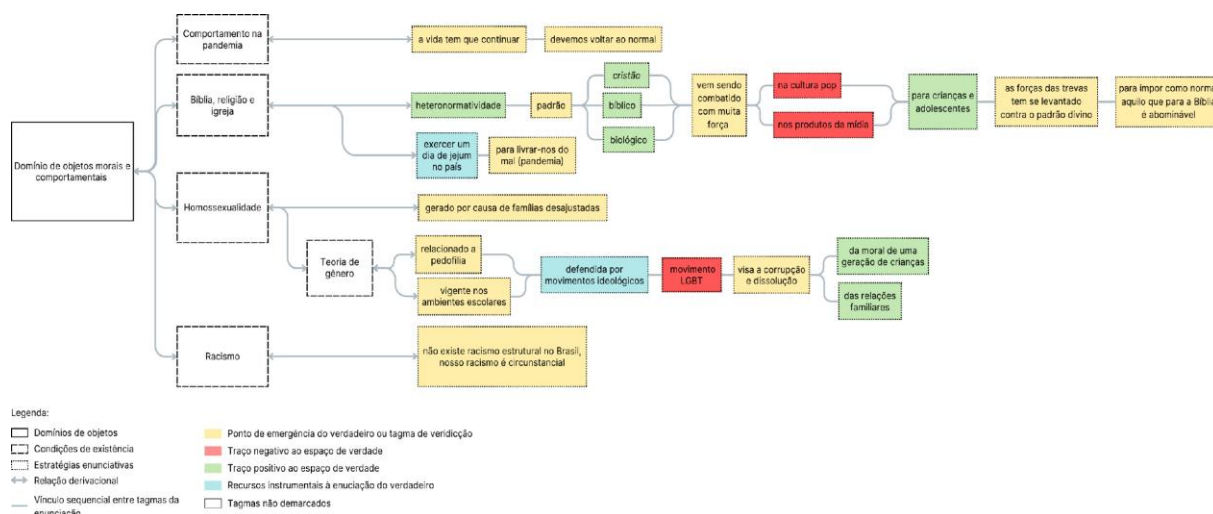 Comportamento na
pandemia
a vida tem que continuar
devemos voltar ao normal
Bíblia, religião e
igreja
heteronormatividade
padrão
cristão
bíblico
biológico
vem sendo
combatido
com muita
força
na cultura pop
nos produtos da mídia
para crianças e
adolescentes
as forças das trevas
tem se levantado
contra o padrão divino
para impor como norma
aquilo que para a Bíblia
é abominável
exercer um
dia de jejum
no país
para livrar-nos do
mal (pandemia)
Domínio de objetos morais e
comportamentais
Homossexualidade
gerado por causa de famílias desajustadas
Teoria de
gênero
relacionado a
pedofilia
vigente nos
ambientes escolares
defendida por
movimentos ideológicos
movimento
LGBT
visa a corrupção
e dissolução
da moral de uma
geração de crianças
das relações
familiares
Racismo
não existe racismo estrutural no Brasil,
nosso racismo é circunstancial
Legenda:
Domínios de objetos
Condições de existência
Estratégias enunciativas
Relação derivacional
Vínculo sequencial entre tagmas da
enunciação
Ponto de emergência do verdadeiro ou tagma de veridicção
Traço negativo ao espaço de verdade
Traço positivo ao espaço de verdade
Recursos instrumentais à enuciação do verdadeiro
Tagmas não demarcados